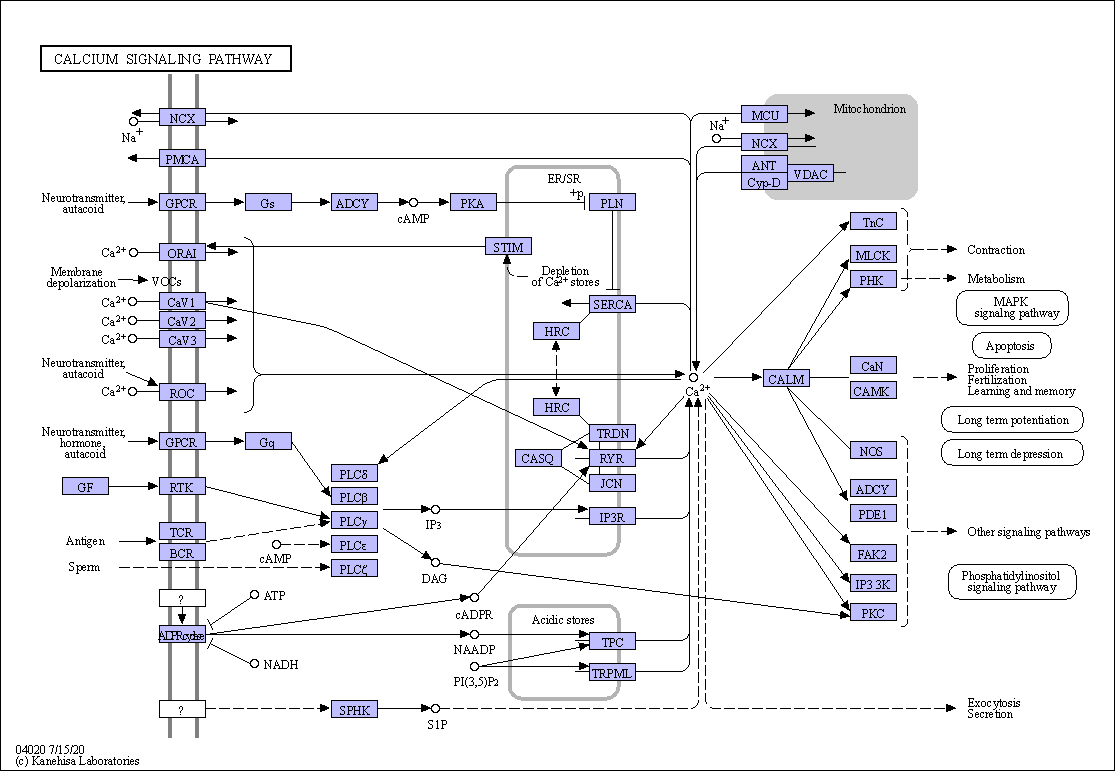 CALCIUM SIGNALING PATHWAY
NCX
Na+
PMCA
Neurotransmitter,
autacoid
GPCR
Gs
ADCY
cAMP
PKA
ER/SR
+p
PLN
MCU
Mitochondrion
Na+
NCX
ANT
Cyp-D
VDAC
Ca2+
ORAI
STIM
Depletion
of Ca2+ stores
Membrane
depolarization
VOCs
Ca2+
CaV1
Ca2+
CaV2
Ca2+
CaV3
SERCA
HRC
Neurotransmitter,
autacoid
Ca2+
ROC
HRC
Neurotransmitter,
hormone,
autacoid
GPCR
Gq
TRDN
CASQ
RYR
JCN
IP3R
GF
RTK
PLCδ
PLCβ
PLCγ
PLCε
PLCζ
IP3
DAG
Antigen
TCR
BCR
cAMP
Sperm
?
ATP
NADH
cADPR
NAADP
PI(3,5)P2
Acidic stores
TPC
TRPML
?
SPHK
S1P
Ca2+
CALM
TnC
MLCK
PHK
CaN
CAMK
NOS
ADCY
PDE1
FAK2
IP3 3K
PKC
Contraction
Metabolism
MAPK
signaling pathway
Apoptosis
Proliferation
Fertilization
Learning and memory
Long term potentiation
Long term depression
Other signaling pathways
Phosphatidylinositol
signaling pathway
Exocytosis
Secretion
04020 7/15/20
(c) Kanehisa Laboratories